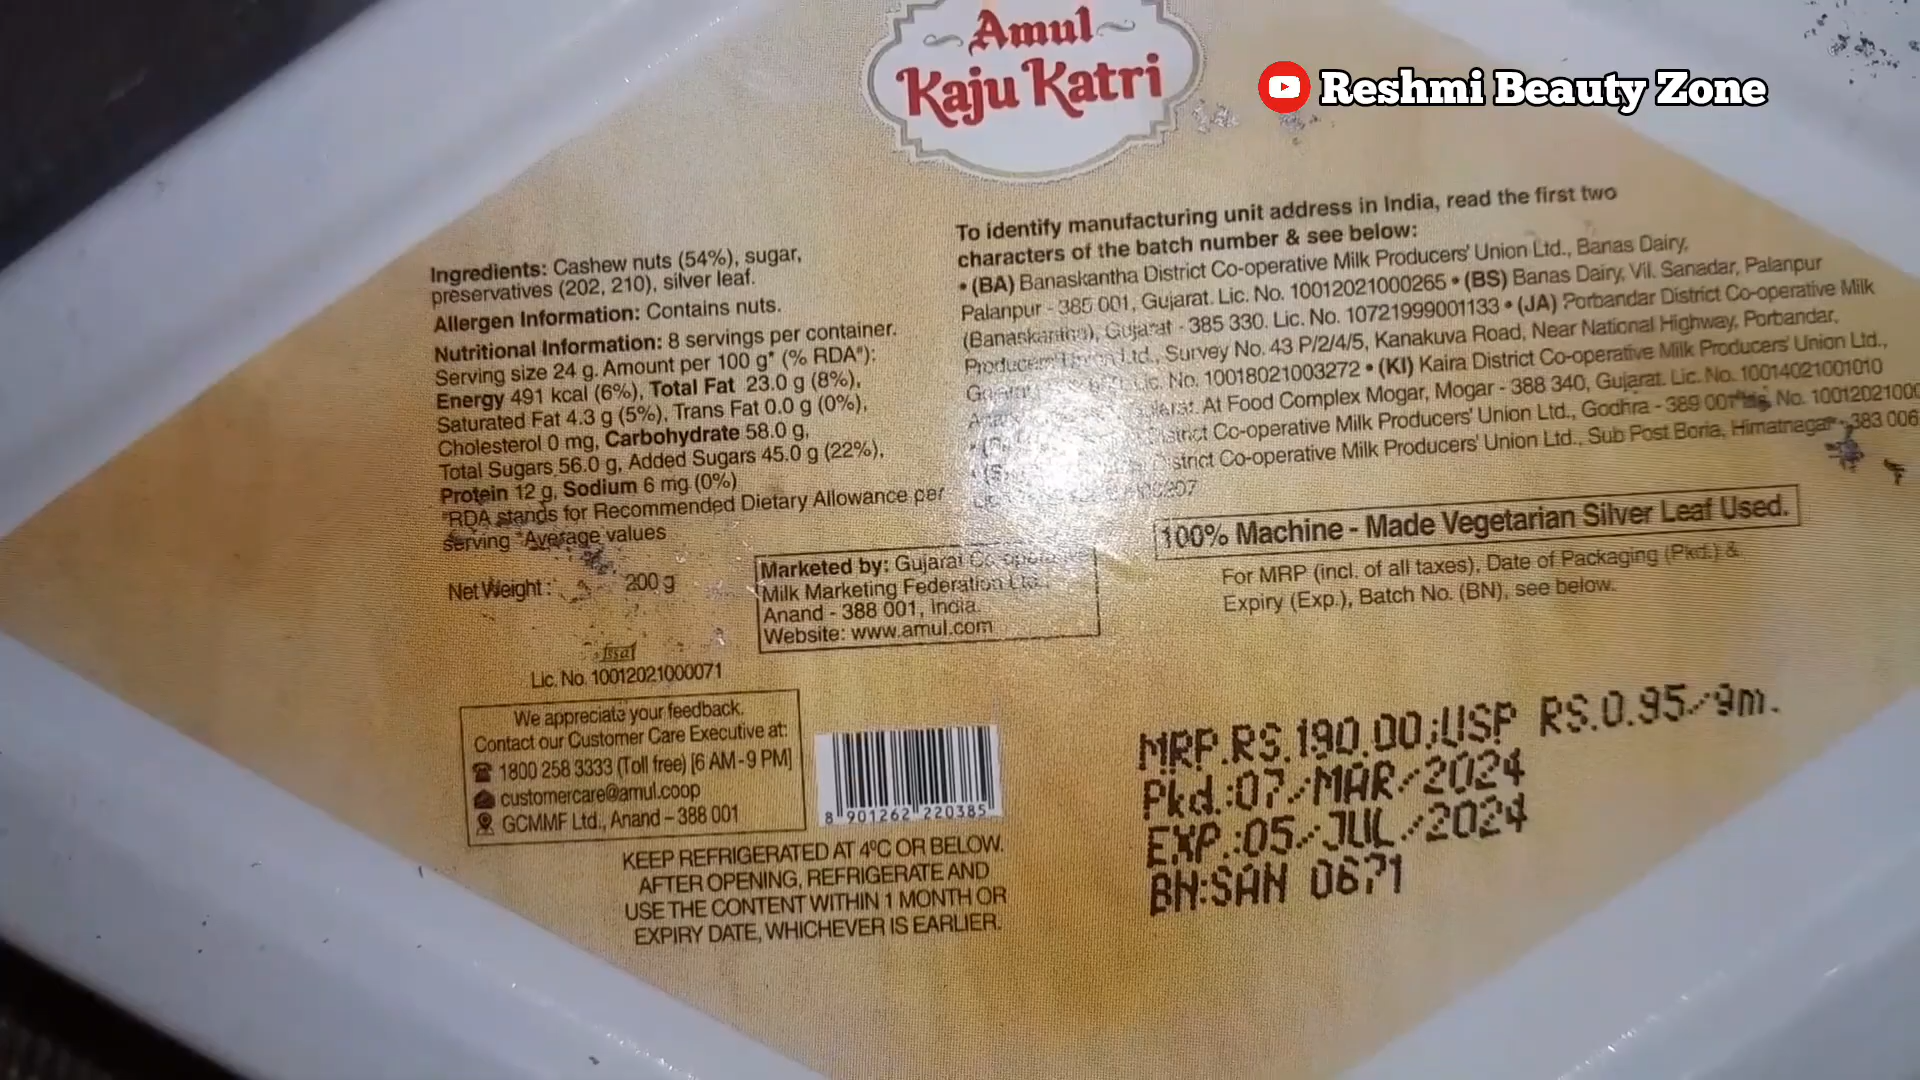 Amul
Kaju Katri
Reshmi Beauty Zone
Ingredients: Cashew nuts (54%), sugar,
preservatives (202, 210), silver leaf.
Allergen Information: Contains nuts.
Nutritional Information: 8 servings per container.
Serving size 24 g. Amount per 100 g* (% RDA#):
Energy 491 kcal (6%), Total Fat 23.0 g (8%),
Saturated Fat 4.3 g (5%), Trans Fat 0.0 g (0%),
Cholesterol 0 mg, Carbohydrate 58.0 g,
Total Sugars 56.0 g, Added Sugars 45.0 g (22%),
Protein 12 g, Sodium 6 mg (0%)
#RDA stands for Recommended Dietary Allowance per
serving *Average values
Net Weight: 200 g
fssai
Lic. No. 10012021000071
We appreciate your feedback.
Contact our Customer Care Executive at:
1800 258 3333 (Toll free) [6 AM-9 PM]
customercare@amul.coop
GCMMF Ltd., Anand – 388 001
To identify manufacturing unit address in India, read the first two
characters of the batch number & see below:
• (BA) Banaskantha District Co-operative Milk Producers' Union Ltd., Banas Dairy,
Palanpur - 385 001, Gujarat. Lic. No. 10012021000265 • (BS) Banas Dairy, Vil. Sanadar, Palanpur
(Banaskantha), Gujarat - 385 330. Lic. No. 10721999001133 • (JA) Porbandar District Co-operative Milk
Producers' Union Ltd., Survey No. 43 P/2/4/5, Kanakuva Road, Near National Highway, Porbandar,
Lic. No. 10018021003272 • (KI) Kaira District Co-operative Milk Producers' Union Ltd.,
At Food Complex Mogar, Mogar - 388 340, Gujarat. Lic. No. 10014021001010
Co-operative Milk Producers' Union Ltd., Godhra - 389 001 No.
Co-operative Milk Producers' Union Ltd., Sub Post Boria, Himatnagar - 383 006
100% Machine - Made Vegetarian Silver Leaf Used.
Marketed by: Gujarat Co-operative
Milk Marketing Federation Ltd.,
Anand - 388 001, India.
Website: www.amul.com
For MRP (incl. of all taxes), Date of Packaging (Pkd.) &
Expiry (Exp.), Batch No. (BN), see below.
8 901262 220385
KEEP REFRIGERATED AT 4ºC OR BELOW.
AFTER OPENING, REFRIGERATE AND
USE THE CONTENT WITHIN 1 MONTH OR
EXPIRY DATE, WHICHEVER IS EARLIER.
MRP.RS.190.00;USP RS.0.95/gm.
Pkd.:07/MAR/2024
EXP.:05/JUL/2024
BN:SAN 0671